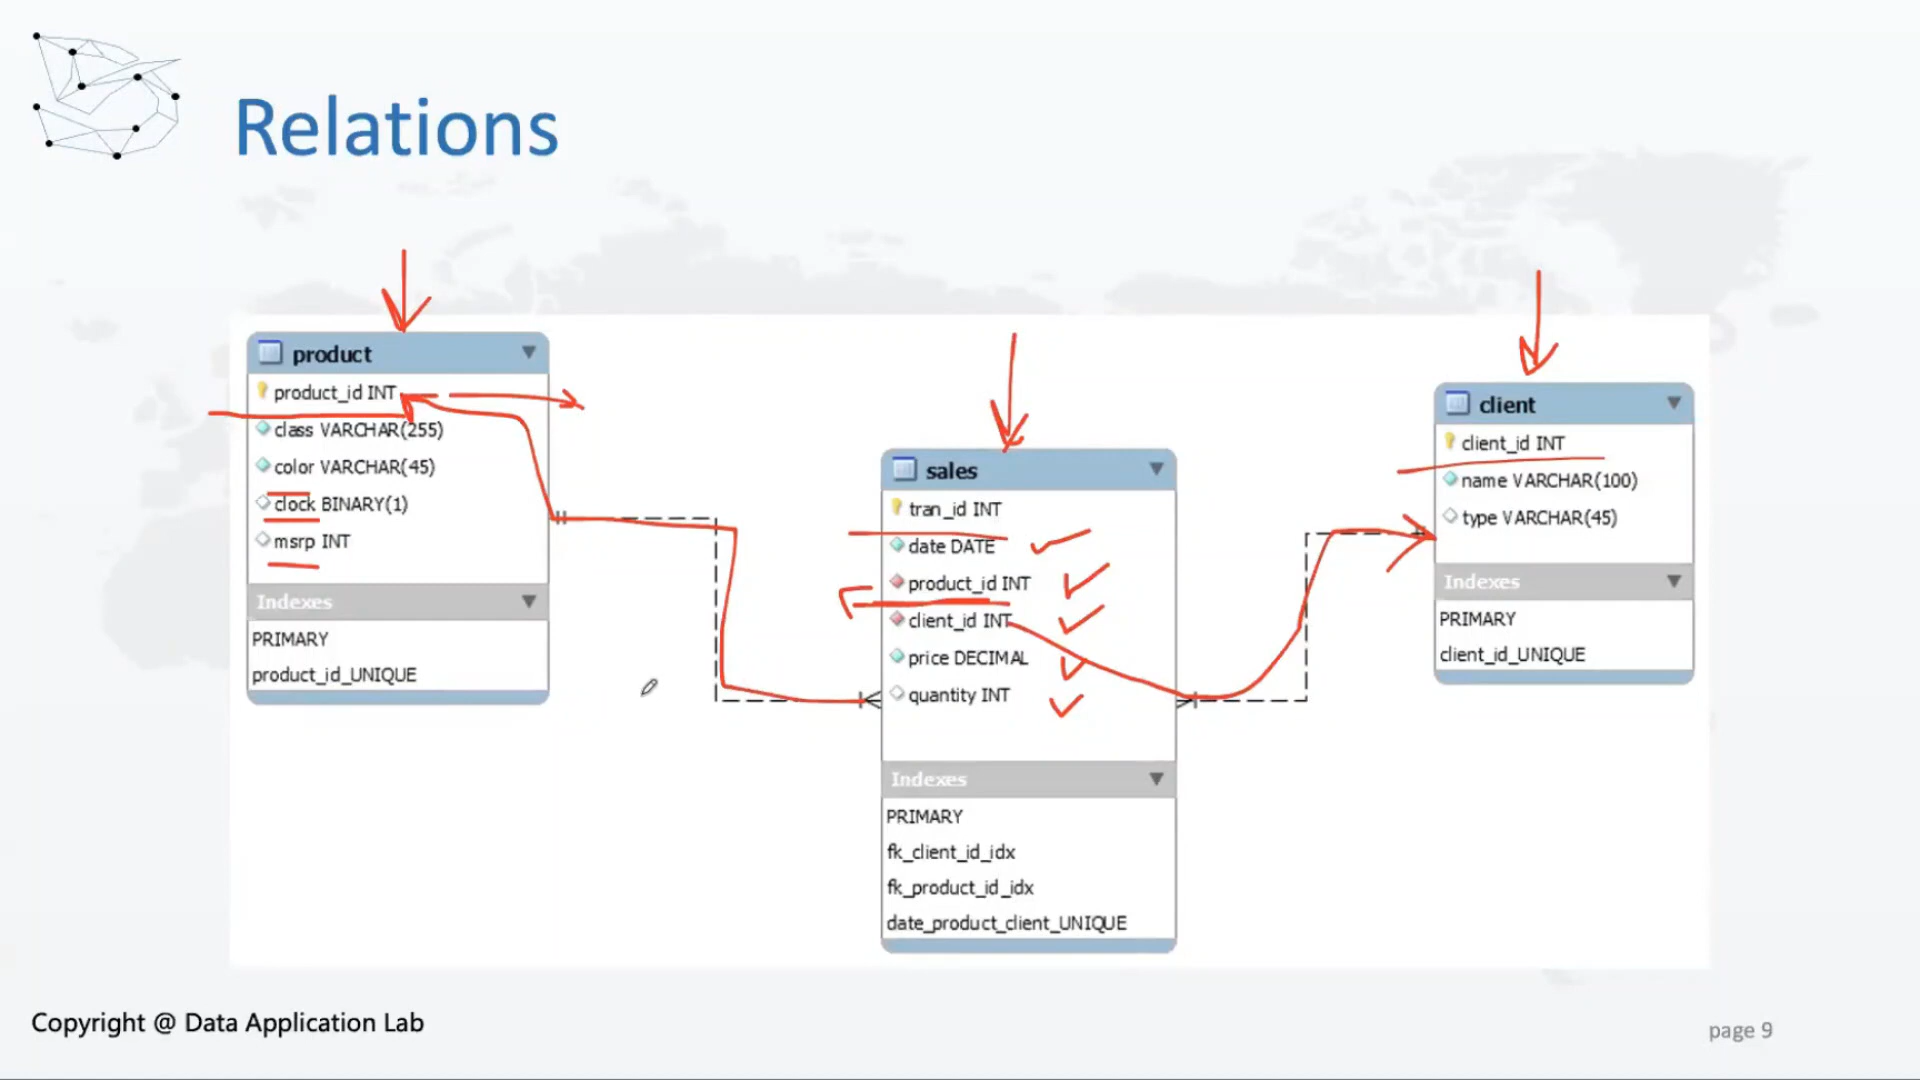 Relations
product
product_id INT
class VARCHAR(255)
color VARCHAR(45)
clock BINARY(1)
msrp INT
Indexes
PRIMARY
product_id_UNIQUE
sales
tran_id INT
date DATE
product_id INT
client_id INT
price DECIMAL
quantity INT
Indexes
PRIMARY
fk_client_id_idx
fk_product_id_idx
date_product_client_UNIQUE
client
client_id INT
name VARCHAR(100)
type VARCHAR(45)
Indexes
PRIMARY
client_id_UNIQUE
Copyright @ Data Application Lab
page 9